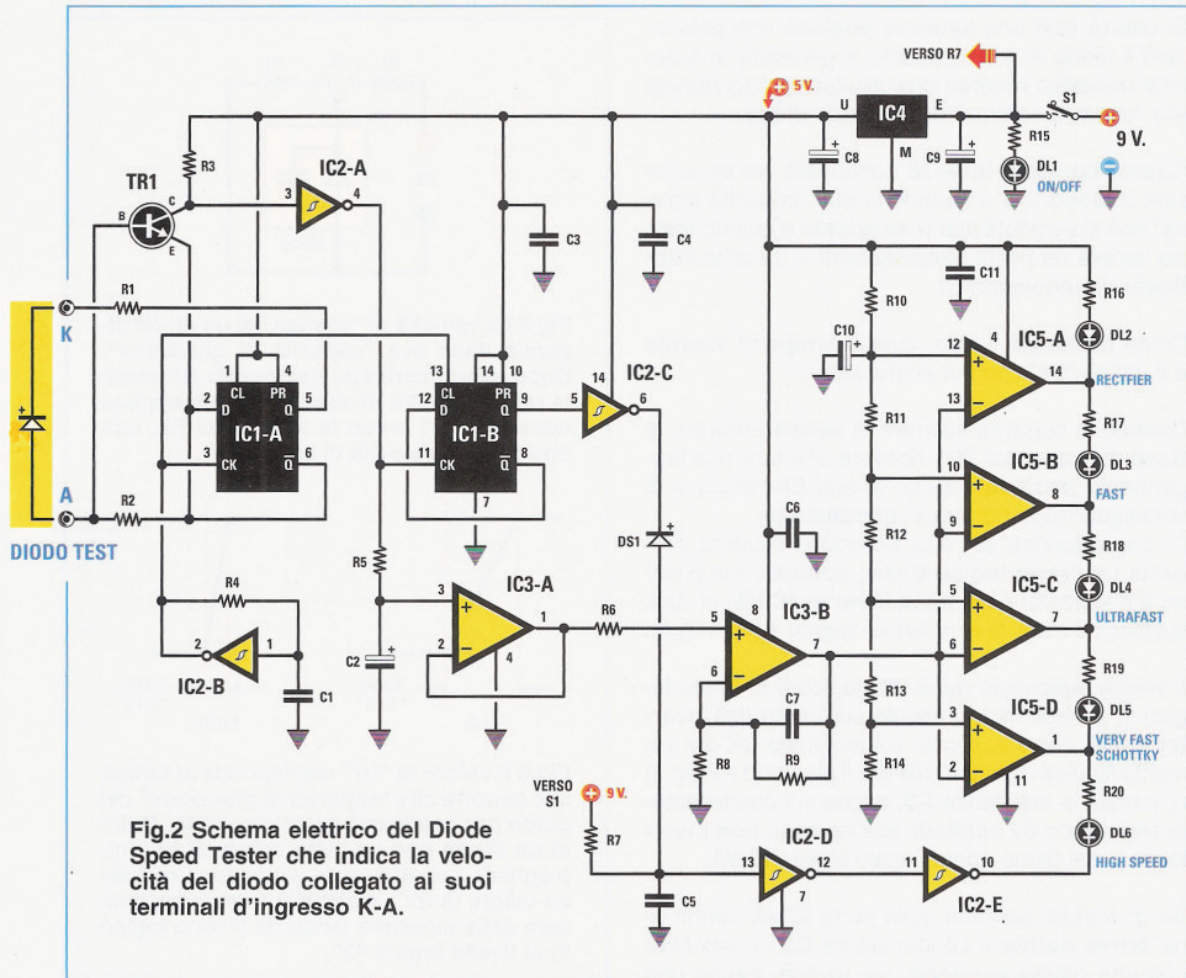 VERSO R7
5 V.
U
IC4
E
S1
M
9 V.
R15
DL1
ON/OFF
C8
C9
R3
IC2-A
3
4
TR1
B
C
E
C3
C4
C11
R1
K
A
R2
DIODO TEST
1
4
CL
PR
2
D
Q
5
IC1-A
3
CK
Q
6
13
14
10
CL
PR
12
D
Q
9
IC1-B
11
CK
Q
8
7
IC2-C
14
5
6
DS1
R4
2
1
IC2-B
C1
R5
C2
IC3-A
3
1
2
4
R6
IC3-B
5
8
7
6
C6
C7
R8
R9
R10
C10
R11
R12
R13
R14
IC5-A
4
12
14
13
IC5-B
10
8
9
IC5-C
5
7
6
IC5-D
3
1
2
11
R16
DL2
RECTFIER
R17
DL3
FAST
R18
DL4
ULTRAFAST
R19
DL5
VERY FAST
SCHOTTKY
R20
DL6
HIGH SPEED
VERSO
S1
9 V.
R7
C5
IC2-D
13
12
7
11
10
IC2-E
Fig.2 Schema elettrico del Diode
Speed Tester che indica la velo-
cità del diodo collegato ai suoi
terminali d'ingresso K-A.